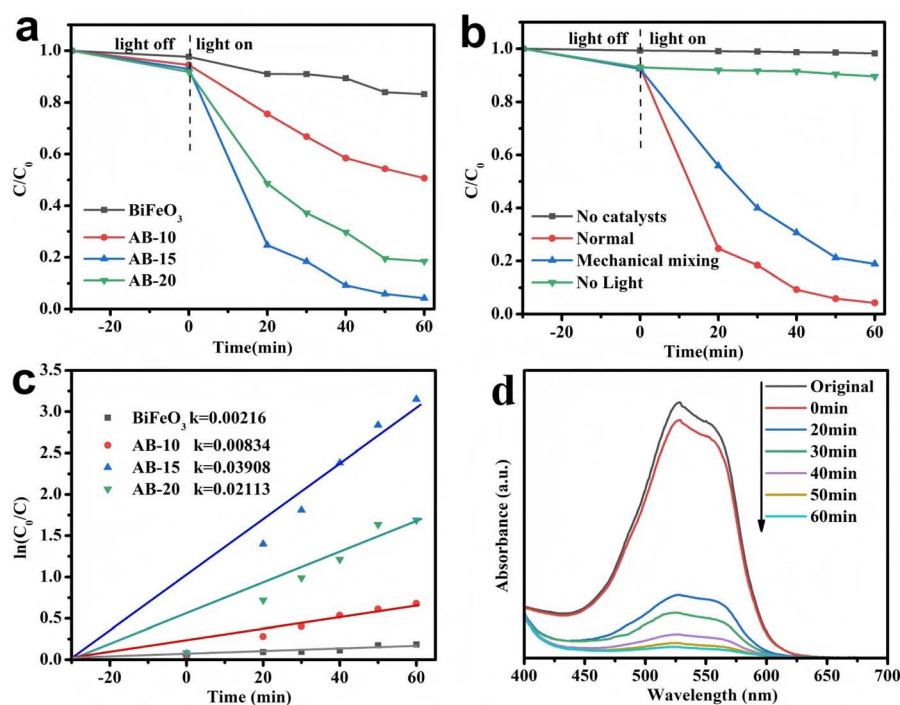 a
light off
light on
C/C₀
1.0
0.8
0.6
0.4
0.2
0.0
BiFeO₃
AB-10
AB-15
AB-20
-20
0
20
40
60
Time(min)
b
light off
light on
C/C₀
1.0
0.8
0.6
0.4
0.2
0.0
No catalysts
Normal
Mechanical mixing
No Light
-20
0
20
40
60
Time(min)
c
ln(C₀/C)
3.5
3.0
2.5
2.0
1.5
1.0
0.5
0.0
BiFeO₃ k=0.00216
AB-10 k=0.00834
AB-15 k=0.03908
AB-20 k=0.02113
-20
0
20
40
60
Time (min)
d
Absorbance (a.u.)
Original
0min
20min
30min
40min
50min
60min
400
450
500
550
600
650
700
Wavelength (nm)